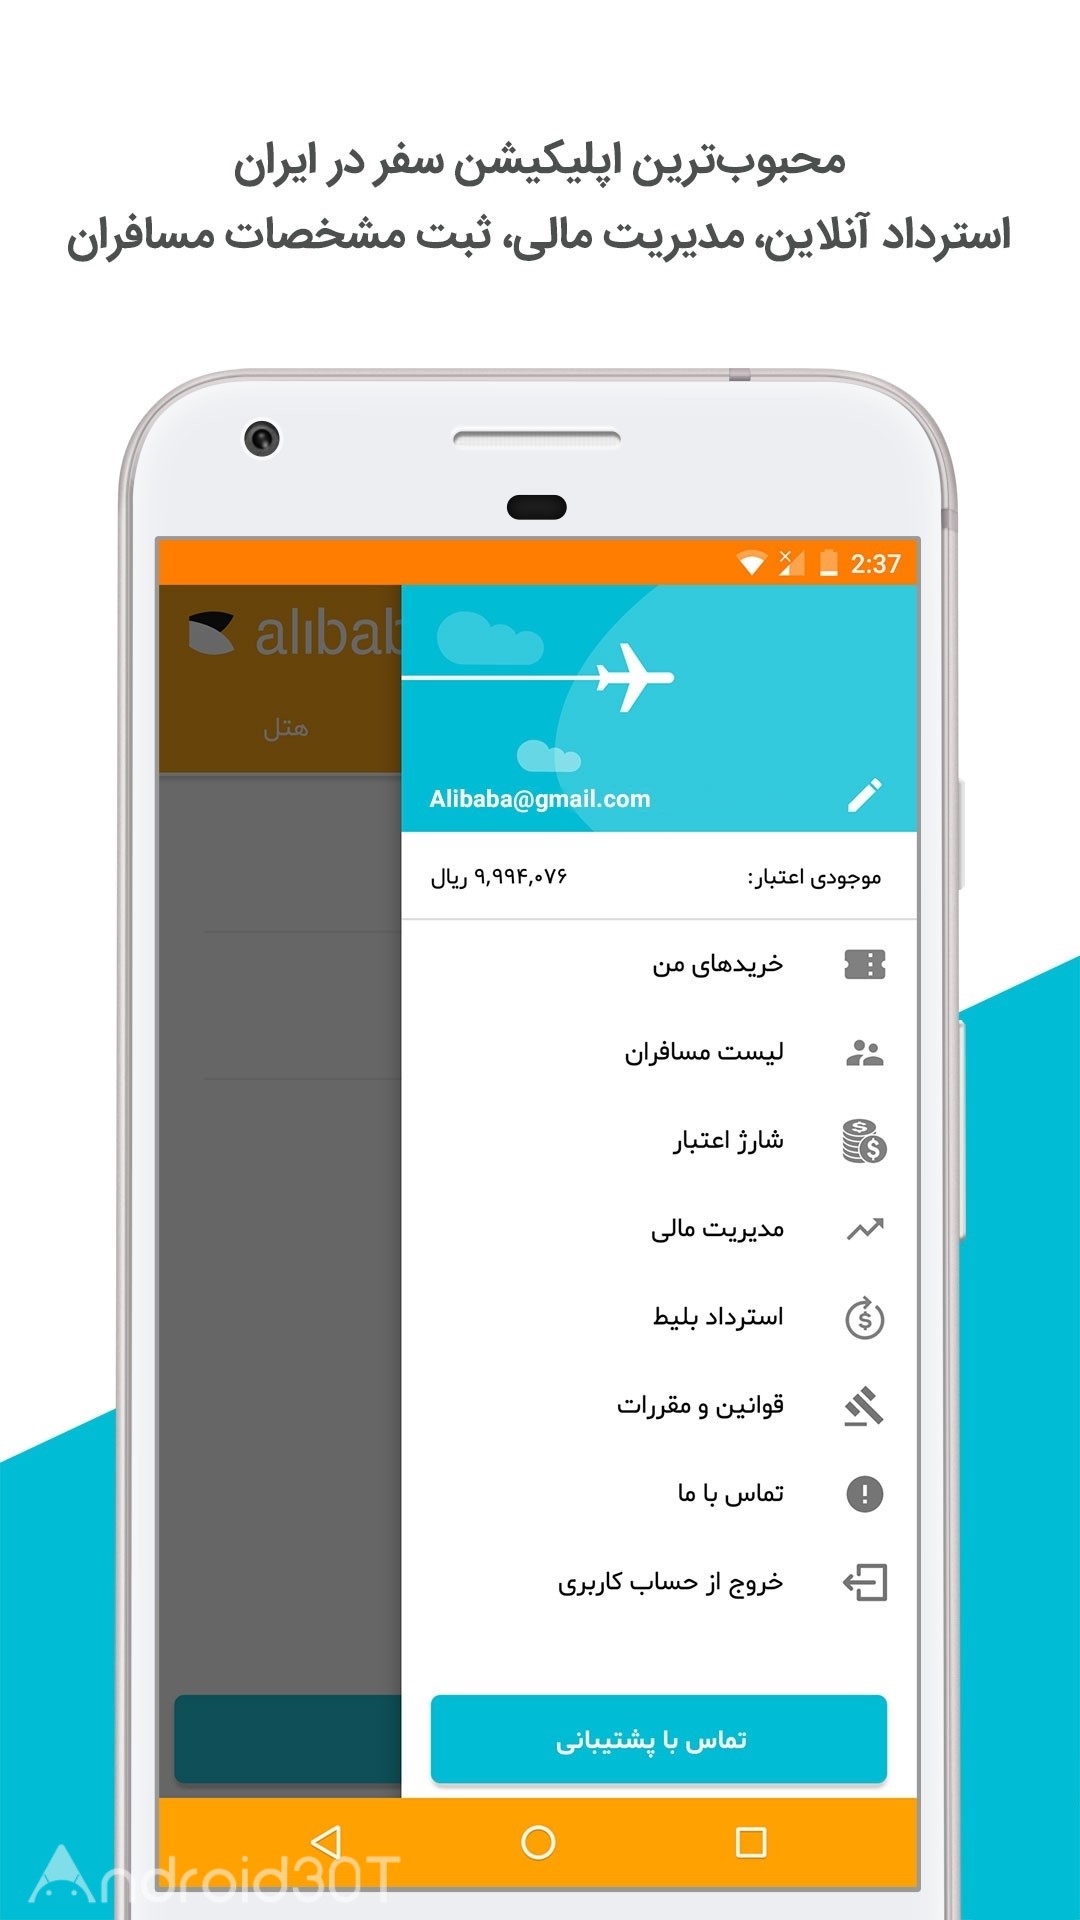 محبوب‌ترین اپلیکیشن سفر در ایران
استرداد آنلاین، مدیریت مالی، ثبت مشخصات مسافران
2:37
alibab
هتل
Alibaba@gmail.com
موجودی اعتبار: ۹,۹۹۴,۰۷۶ ریال
خریدهای من
لیست مسافران
شارژ اعتبار
مدیریت مالی
استرداد بلیط
قوانین و مقررات
تماس با ما
خروج از حساب کاربری
تماس با پشتیبانی
Android30T